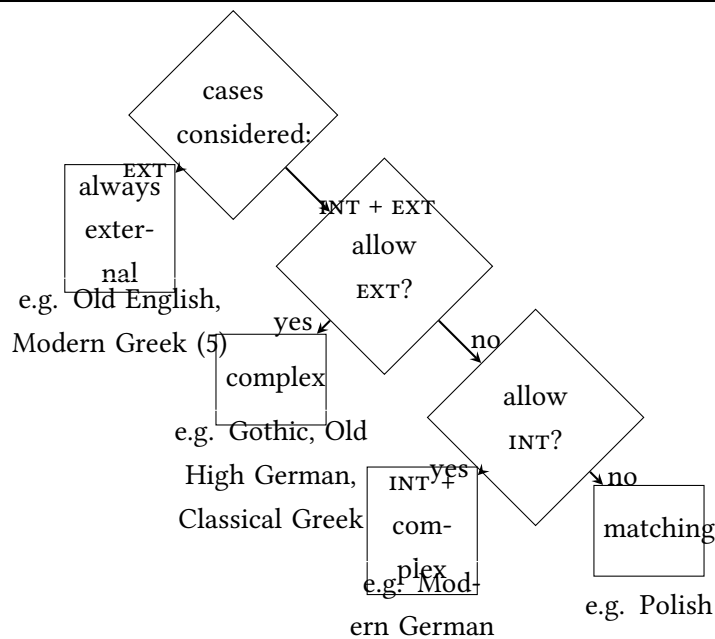 cases
considered:
EXT
always
exter-
nal
e.g. Old English,
Modern Greek (5)
INT + EXT
allow
EXT?
yes
complex
e.g. Gothic, Old
High German,
Classical Greek
no
allow
INT?
yes
INT +
com-
plex
e.g. Mod-
ern German
no
matching
e.g. Polish